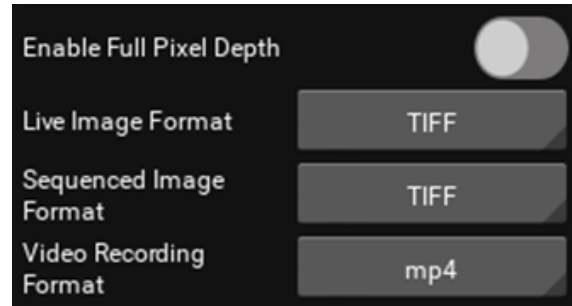 Enable Full Pixel Depth
Live Image Format
TIFF
Sequenced Image
Format
TIFF
Video Recording
Format
mp4